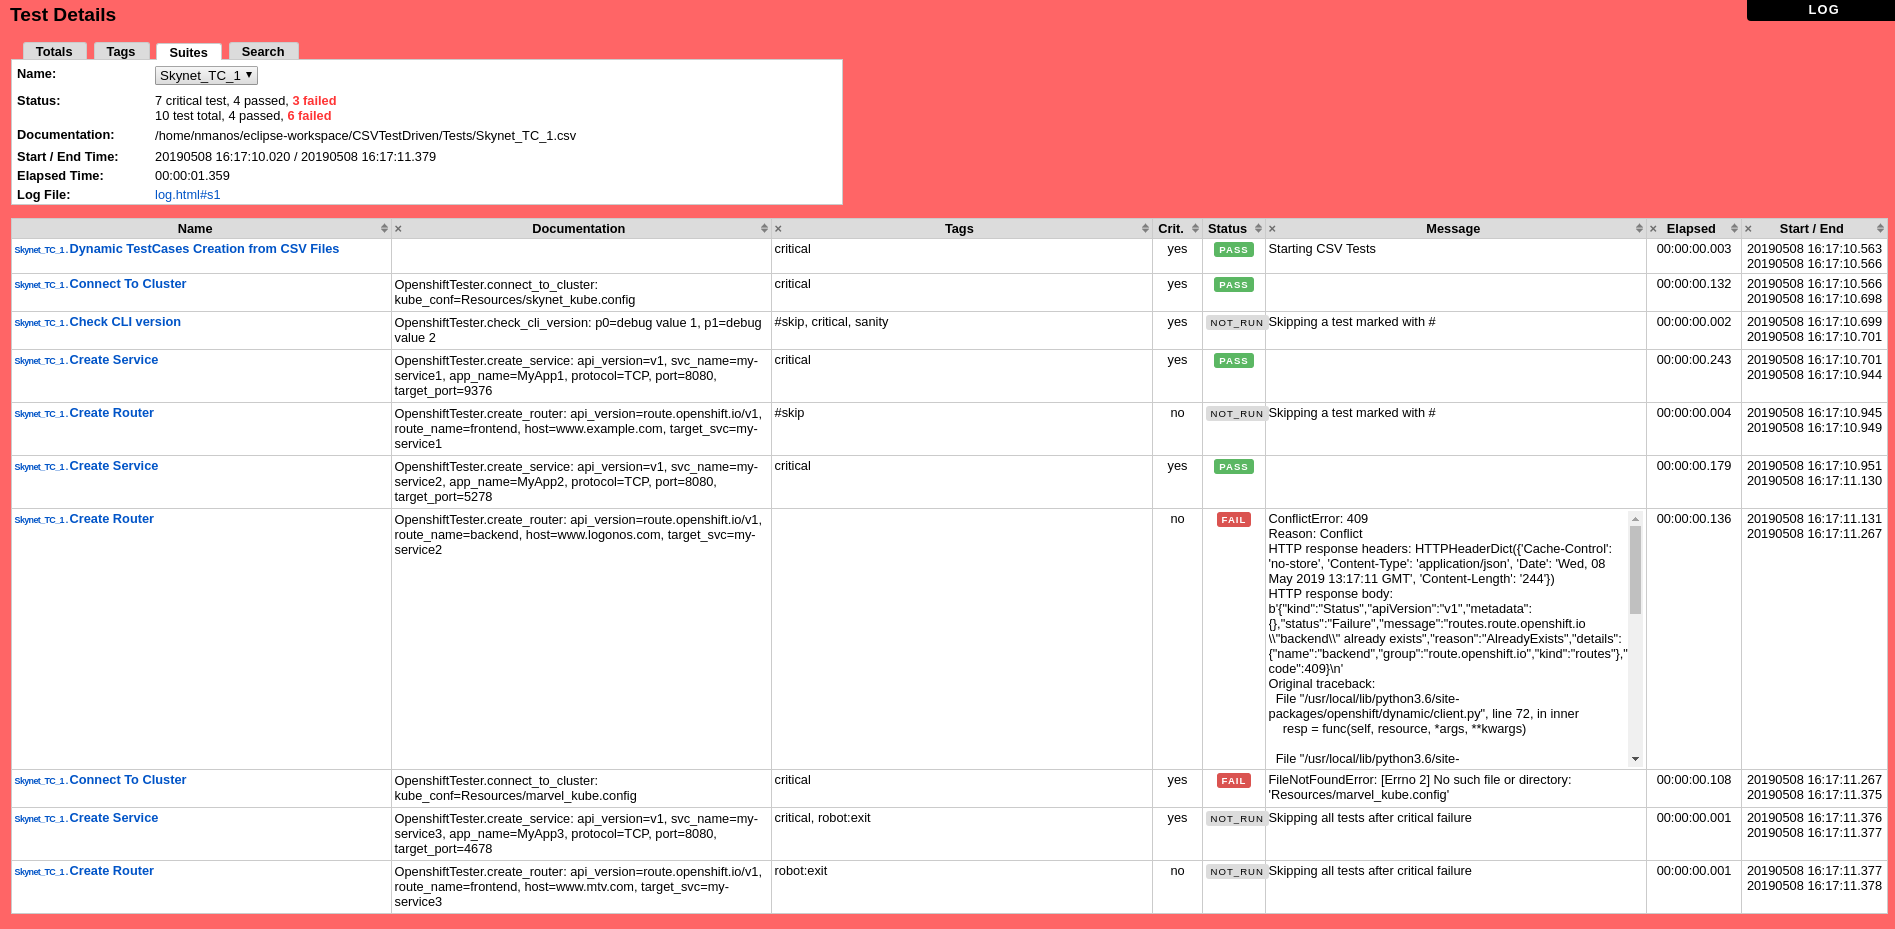 Test Details
LOG
Totals Tags Suites Search
Name: Skynet_TC_1 ▼
Status: 7 critical test, 4 passed, 3 failed
10 test total, 4 passed, 6 failed
Documentation: /home/nmanos/eclipse-workspace/CSVTestDriven/Tests/Skynet_TC_1.csv
Start / End Time: 20190508 16:17:10.020 / 20190508 16:17:11.379
Elapsed Time: 00:00:01.359
Log File: log.html#s1
Name × Documentation × Tags Crit. Status × Message × Elapsed × Start / End
Skynet_TC_1 . Dynamic TestCases Creation from CSV Files critical yes PASS Starting CSV Tests 00:00:00.003 20190508 16:17:10.563
20190508 16:17:10.566
Skynet_TC_1 . Connect To Cluster OpenshiftTester.connect_to_cluster: critical yes PASS 00:00:00.132 20190508 16:17:10.566
kube_conf=Resources/skynet_kube.config 20190508 16:17:10.698
Skynet_TC_1 . Check CLI version OpenshiftTester.check_cli_version: p0=debug value 1, p1=debug #skip, critical, sanity yes NOT_RUN Skipping a test marked with # 00:00:00.002 20190508 16:17:10.699
value 2 20190508 16:17:10.701
Skynet_TC_1 . Create Service OpenshiftTester.create_service: api_version=v1, svc_name=my- critical yes PASS 00:00:00.243 20190508 16:17:10.701
service1, app_name=MyApp1, protocol=TCP, port=8080, 20190508 16:17:10.944
target_port=9376
Skynet_TC_1 . Create Router OpenshiftTester.create_router: api_version=route.openshift.io/v1, #skip no NOT_RUN Skipping a test marked with # 00:00:00.004 20190508 16:17:10.945
route_name=frontend, host=www.example.com, target_svc=my- 20190508 16:17:10.949
service1
Skynet_TC_1 . Create Service OpenshiftTester.create_service: api_version=v1, svc_name=my- critical yes PASS 00:00:00.179 20190508 16:17:10.951
service2, app_name=MyApp2, protocol=TCP, port=8080, 20190508 16:17:11.130
target_port=5278
Skynet_TC_1 . Create Router OpenshiftTester.create_router: api_version=route.openshift.io/v1, no FAIL ConflictError: 409 00:00:00.136 20190508 16:17:11.131
route_name=backend, host=www.logonos.com, target_svc=my- Reason: Conflict 20190508 16:17:11.267
service2 HTTP response headers: HTTPHeaderDict({'Cache-Control':
'no-store', 'Content-Type': 'application/json', 'Date': 'Wed, 08
May 2019 13:17:11 GMT', 'Content-Length': '244'})
HTTP response body:
b'{"kind":"Status","apiVersion":"v1","metadata":
{},"status":"Failure","message":"routes.route.openshift.io
\\"backend\\" already exists","reason":"AlreadyExists","details":
{"name":"backend","group":"route.openshift.io","kind":"routes"},"
code":409}\n'
Original traceback:
File "/usr/local/lib/python3.6/site-
packages/openshift/dynamic/client.py", line 72, in inner
resp = func(self, resource, *args, **kwargs)
File "/usr/local/lib/python3.6/site-
Skynet_TC_1 . Connect To Cluster OpenshiftTester.connect_to_cluster: critical yes FAIL FileNotFoundError: [Errno 2] No such file or directory: 00:00:00.108 20190508 16:17:11.267
kube_conf=Resources/marvel_kube.config 'Resources/marvel_kube.config' 20190508 16:17:11.375
Skynet_TC_1 . Create Service OpenshiftTester.create_service: api_version=v1, svc_name=my- critical, robot:exit yes NOT_RUN Skipping all tests after critical failure 00:00:00.001 20190508 16:17:11.376
service3, app_name=MyApp3, protocol=TCP, port=8080, 20190508 16:17:11.377
target_port=4678
Skynet_TC_1 . Create Router OpenshiftTester.create_router: api_version=route.openshift.io/v1, robot:exit no NOT_RUN Skipping all tests after critical failure 00:00:00.001 20190508 16:17:11.377
route_name=frontend, host=www.mtv.com, target_svc=my- 20190508 16:17:11.378
service3